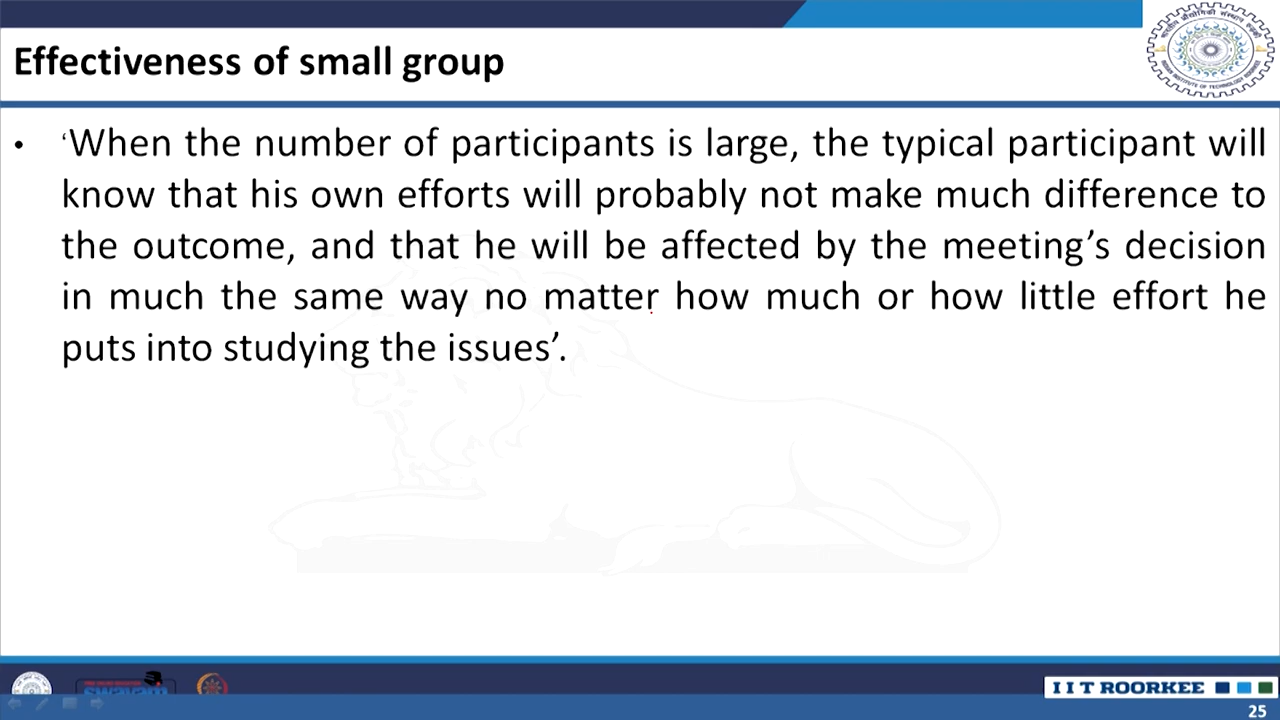 Effectiveness of small group
• ‘When the number of participants is large, the typical participant will
know that his own efforts will probably not make much difference to
the outcome, and that he will be affected by the meeting’s decision
in much the same way no matter how much or how little effort he
puts into studying the issues’.
swayam
I I T ROORKEE
25